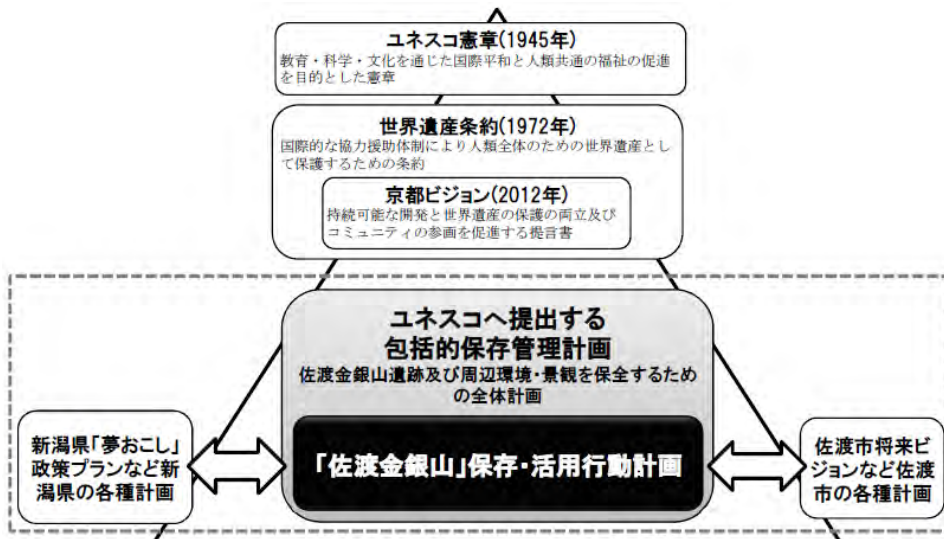 ユネスコ憲章(1945年)
教育・科学・文化を通じた国際平和と人類共通の福祉の促進
を目的とした憲章
世界遺産条約(1972年)
国際的な協力援助体制により人類全体のための世界遺産とし
て保護するための条約
京都ビジョン(2012年)
持続可能な開発と世界遺産の保護の両立及び
コミュニティの参画を促進する提言書
ユネスコへ提出する
包括的保存管理計画
佐渡金銀山遺跡及び周辺環境・景観を保全するため
の全体計画
新潟県「夢おこし」
政策プランなど新
潟県の各種計画
「佐渡金銀山」保存・活用行動計画
佐渡市将来ビ
ジョンなど佐渡
市の各種計画